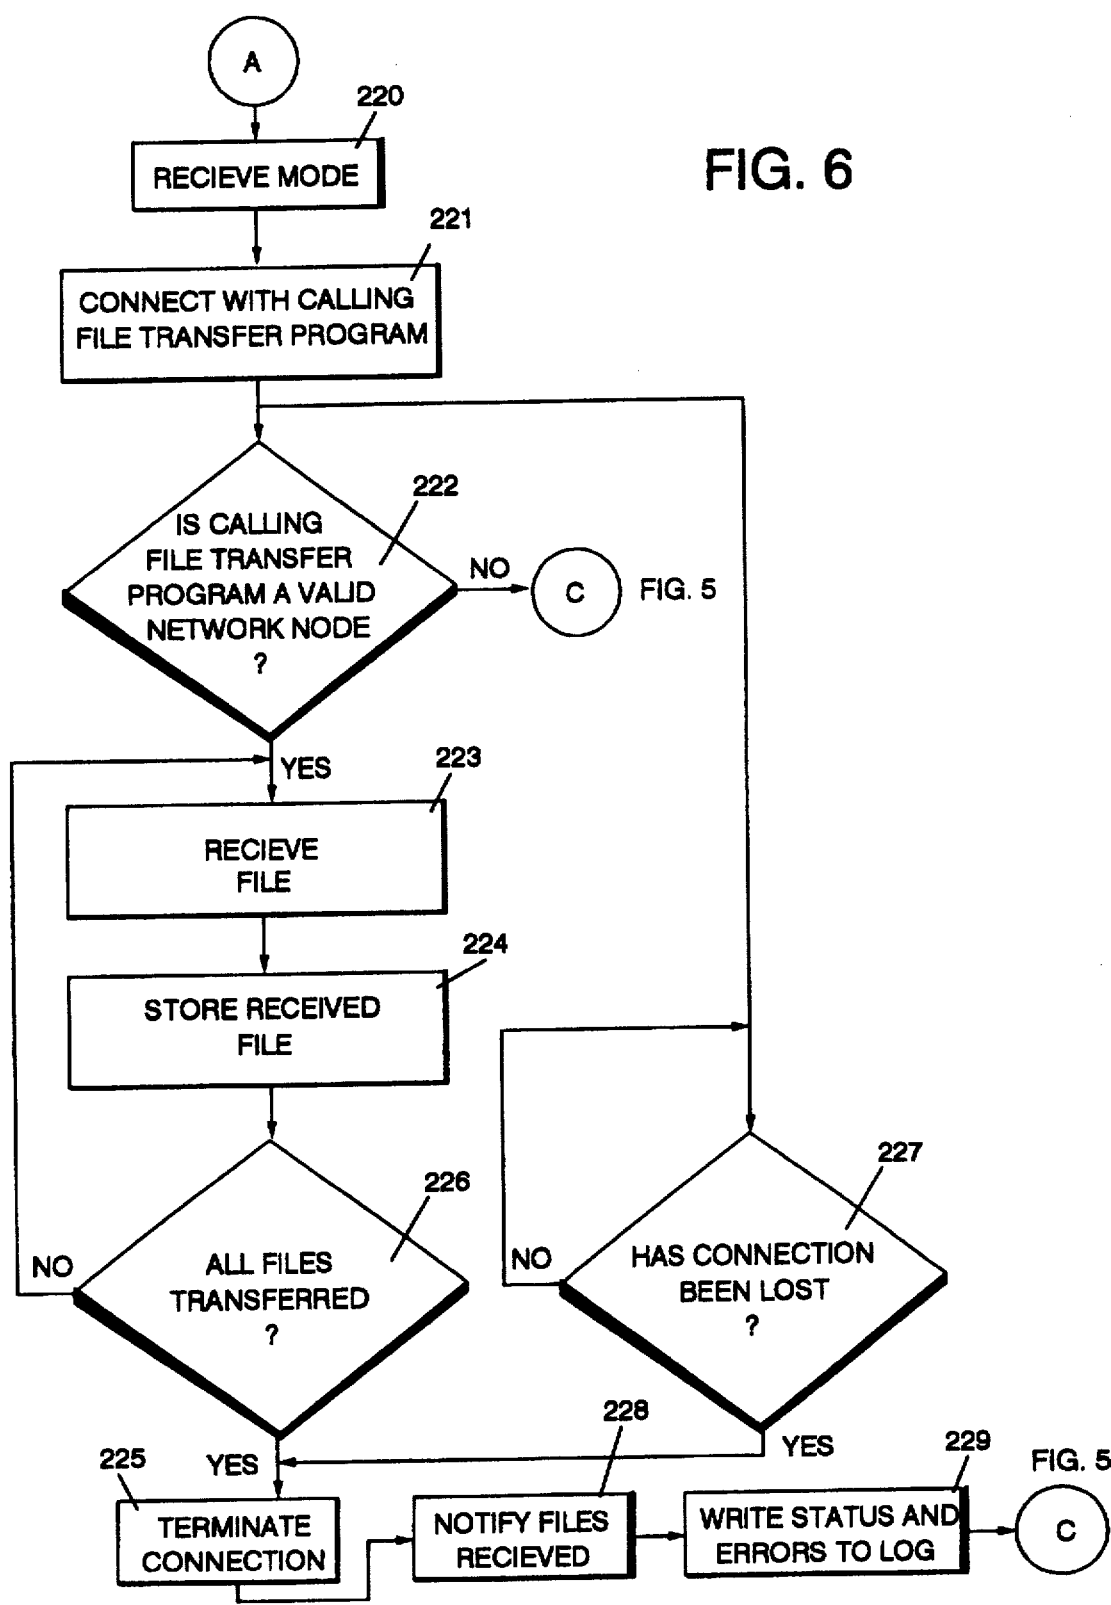 A
220
RECIEVE MODE
FIG. 6
221
CONNECT WITH CALLING
FILE TRANSFER PROGRAM
222
IS CALLING
FILE TRANSFER
PROGRAM A VALID
NETWORK NODE
?
NO
C
FIG. 5
YES
223
RECIEVE
FILE
224
STORE RECEIVED
FILE
226
ALL FILES
TRANSFERRED
?
NO
YES
227
HAS CONNECTION
BEEN LOST
?
NO
YES
225
TERMINATE
CONNECTION
228
NOTIFY FILES
RECIEVED
229
WRITE STATUS AND
ERRORS TO LOG
FIG. 5
C